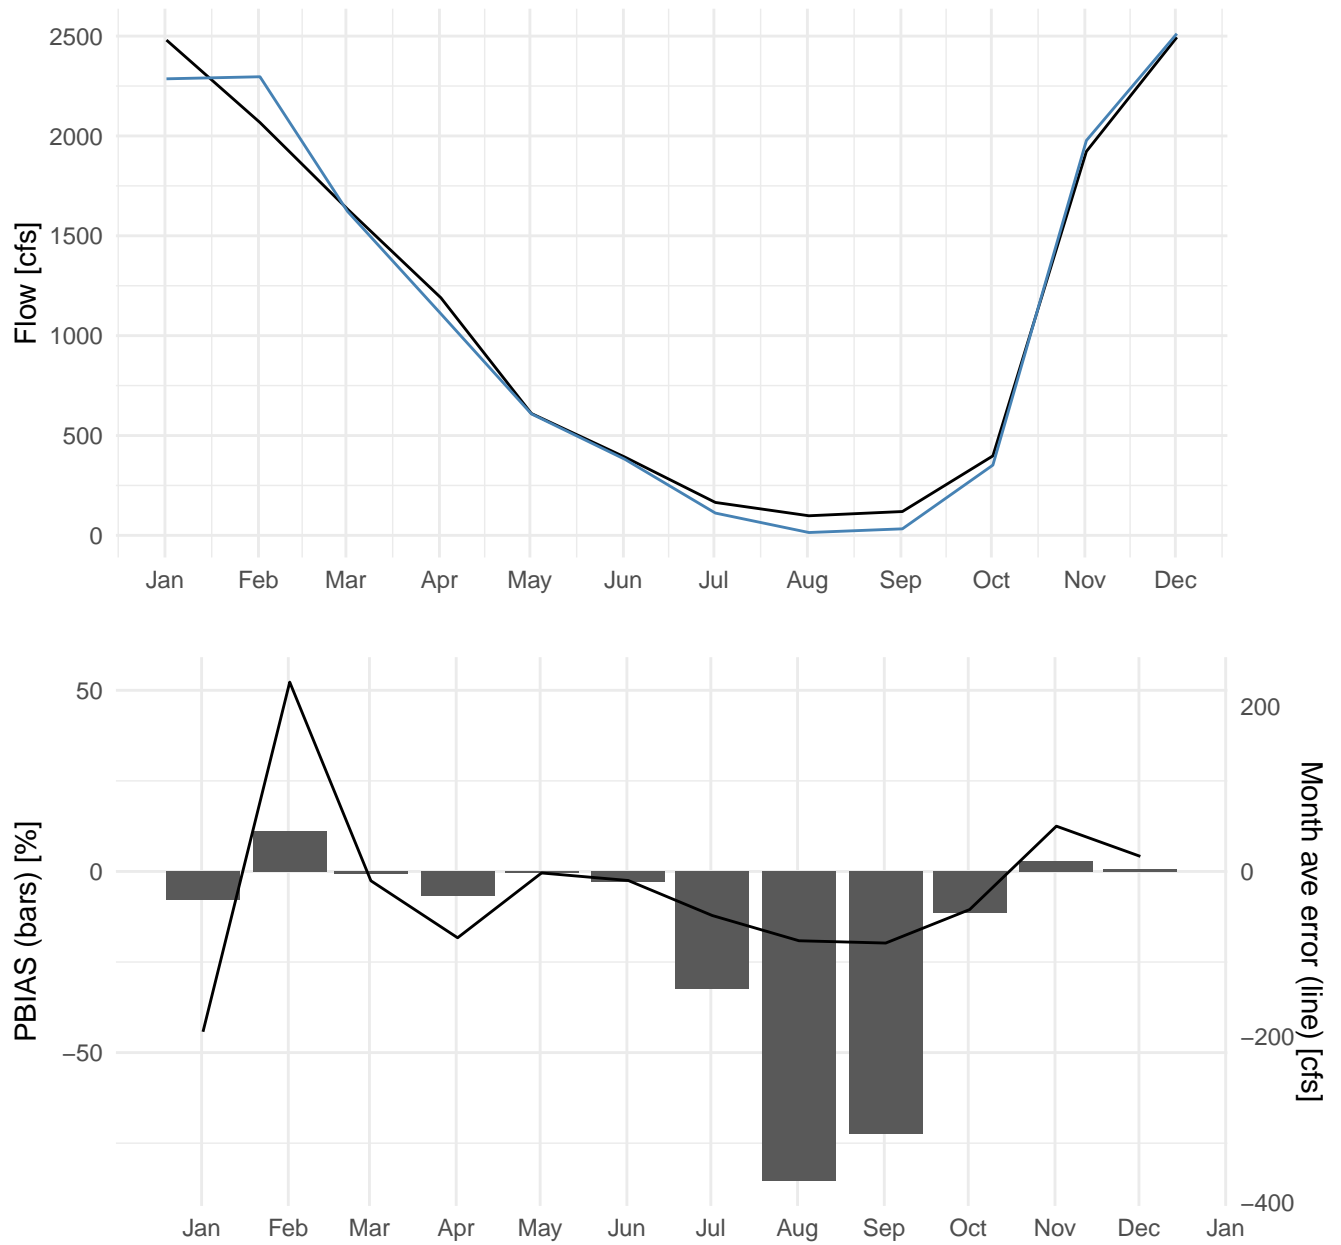 2500
2000
1500
1000
500
0
Flow [cfs]
Jan Feb Mar Apr May Jun Jul Aug Sep Oct Nov Dec
50
0
−50
PBIAS (bars) [%]
200
0
−200
−400
Month ave error (line) [cfs]
Jan Feb Mar Apr May Jun Jul Aug Sep Oct Nov Dec Jan